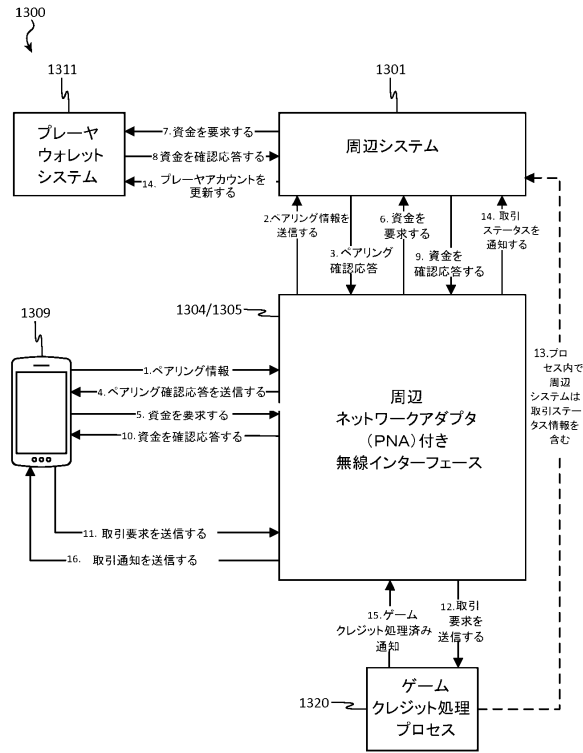 1300
1311
プレーヤ
ウォレット
システム
1301
周辺システム
7. 資金を要求する
8 資金を確認応答する
14. プレーヤアカウントを
更新する
2.ペアリング情報を
送信する
3. ペアリング
確認応答
6. 資金を
要求する
9. 資金を
確認応答する
14. 取引
ステータスを
通知する
1304/1305
1309
1.ペアリング情報
4. ペアリング確認応答を送信する
5. 資金を要求する
10. 資金を確認応答する
11. 取引要求を送信する
16. 取引通知を送信する
周辺
ネットワークアダプタ
（PNA）付き
無線インターフェース
13.プロ
セス内で
周辺
システムは
取引ステー
タス情報を
含む
15.ゲーム
クレジット処理済み
通知
12.取引
要求を
送信する
1320
ゲーム
クレジット処理
プロセス